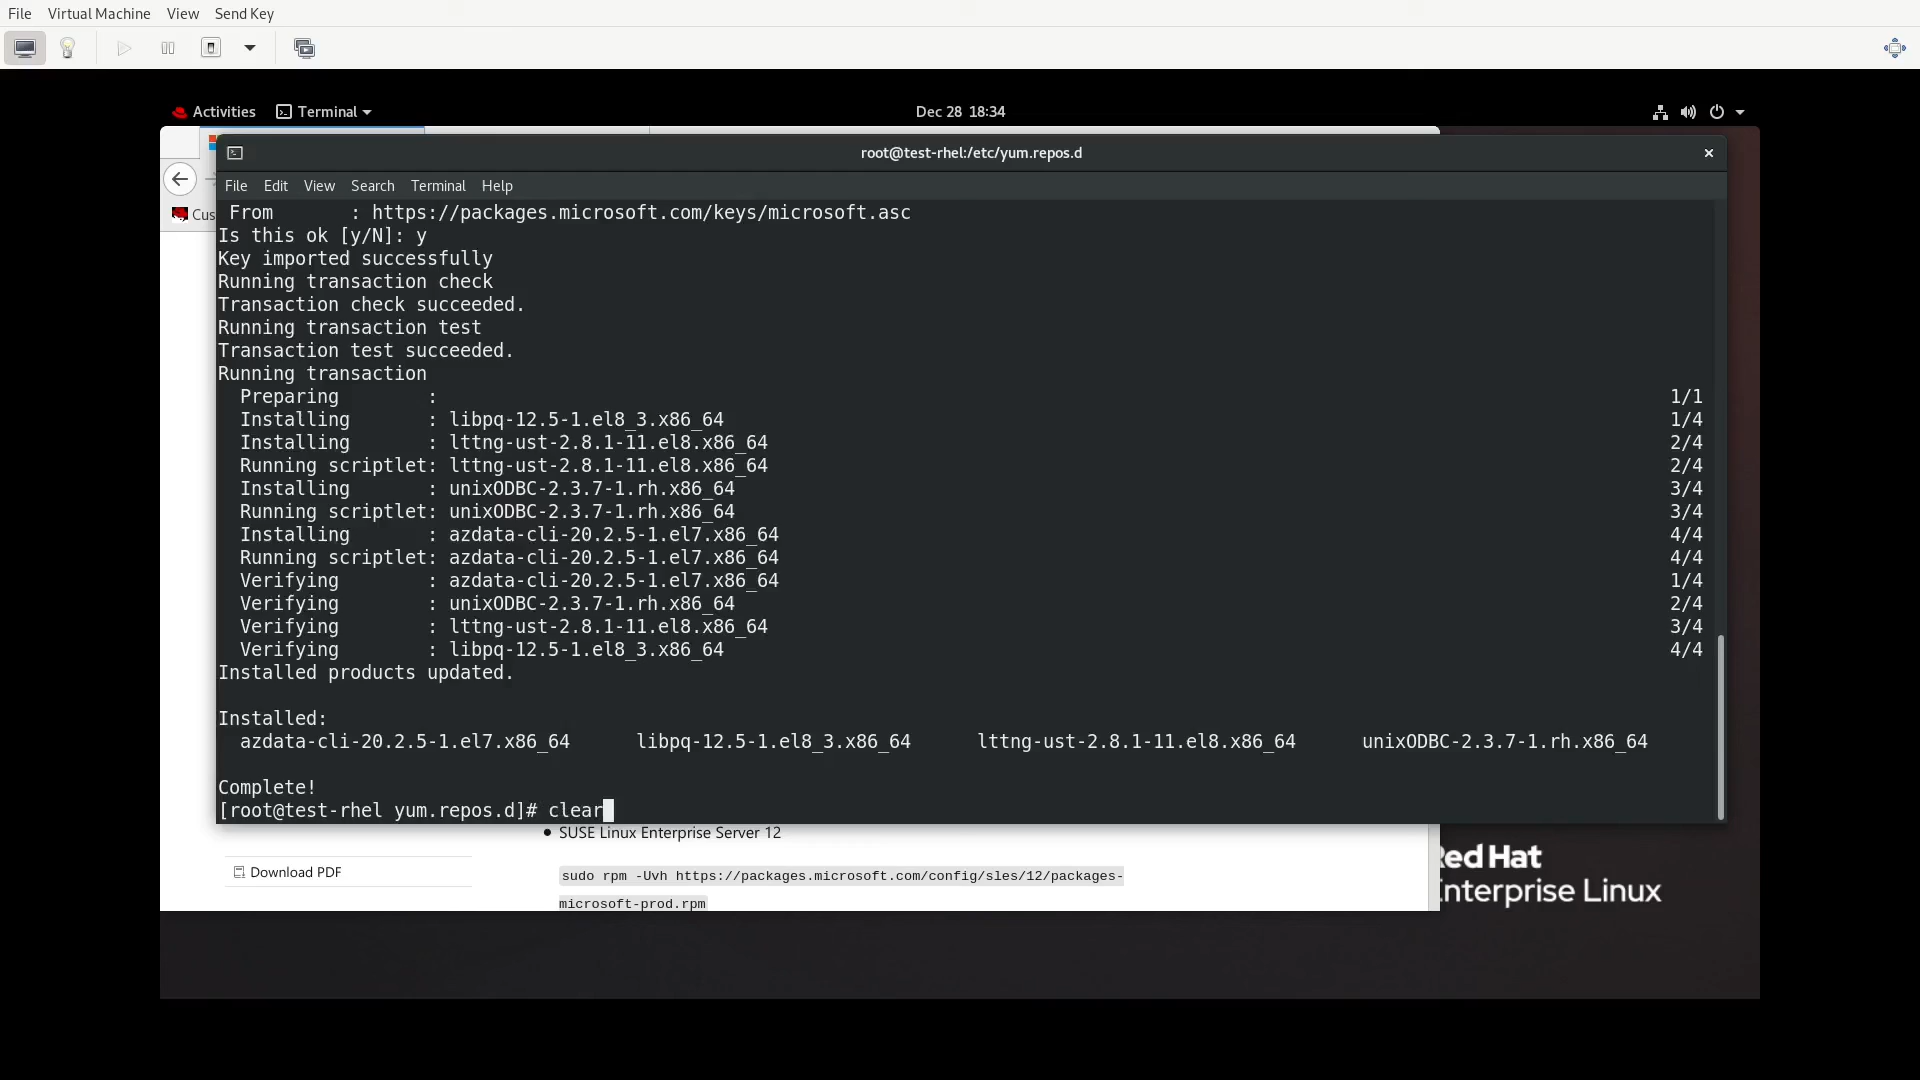 File Virtual Machine View Send Key
Activities Terminal Dec 28 18:34
root@test-rhel:/etc/yum.repos.d
File Edit View Search Terminal Help
Cus
From : https://packages.microsoft.com/keys/microsoft.asc
Is this ok [y/N]: y
Key imported successfully
Running transaction check
Transaction check succeeded.
Running transaction test
Transaction test succeeded.
Running transaction
Preparing : 1/1
Installing : libpq-12.5-1.el8_3.x86_64 1/4
Installing : lttng-ust-2.8.1-11.el8.x86_64 2/4
Running scriptlet: lttng-ust-2.8.1-11.el8.x86_64 2/4
Installing : unixODBC-2.3.7-1.rh.x86_64 3/4
Running scriptlet: unixODBC-2.3.7-1.rh.x86_64 3/4
Installing : azdata-cli-20.2.5-1.el7.x86_64 4/4
Running scriptlet: azdata-cli-20.2.5-1.el7.x86_64 4/4
Verifying : azdata-cli-20.2.5-1.el7.x86_64 1/4
Verifying : unixODBC-2.3.7-1.rh.x86_64 2/4
Verifying : lttng-ust-2.8.1-11.el8.x86_64 3/4
Verifying : libpq-12.5-1.el8_3.x86_64 4/4
Installed products updated.
Installed:
azdata-cli-20.2.5-1.el7.x86_64 libpq-12.5-1.el8_3.x86_64 lttng-ust-2.8.1-11.el8.x86_64 unixODBC-2.3.7-1.rh.x86_64
Complete!
[root@test-rhel yum.repos.d]# clear
• SUSE Linux Enterprise Server 12
Download PDF
sudo rpm -Uvh https://packages.microsoft.com/config/sles/12/packages-
microsoft-prod.rpm
Red Hat
Enterprise Linux